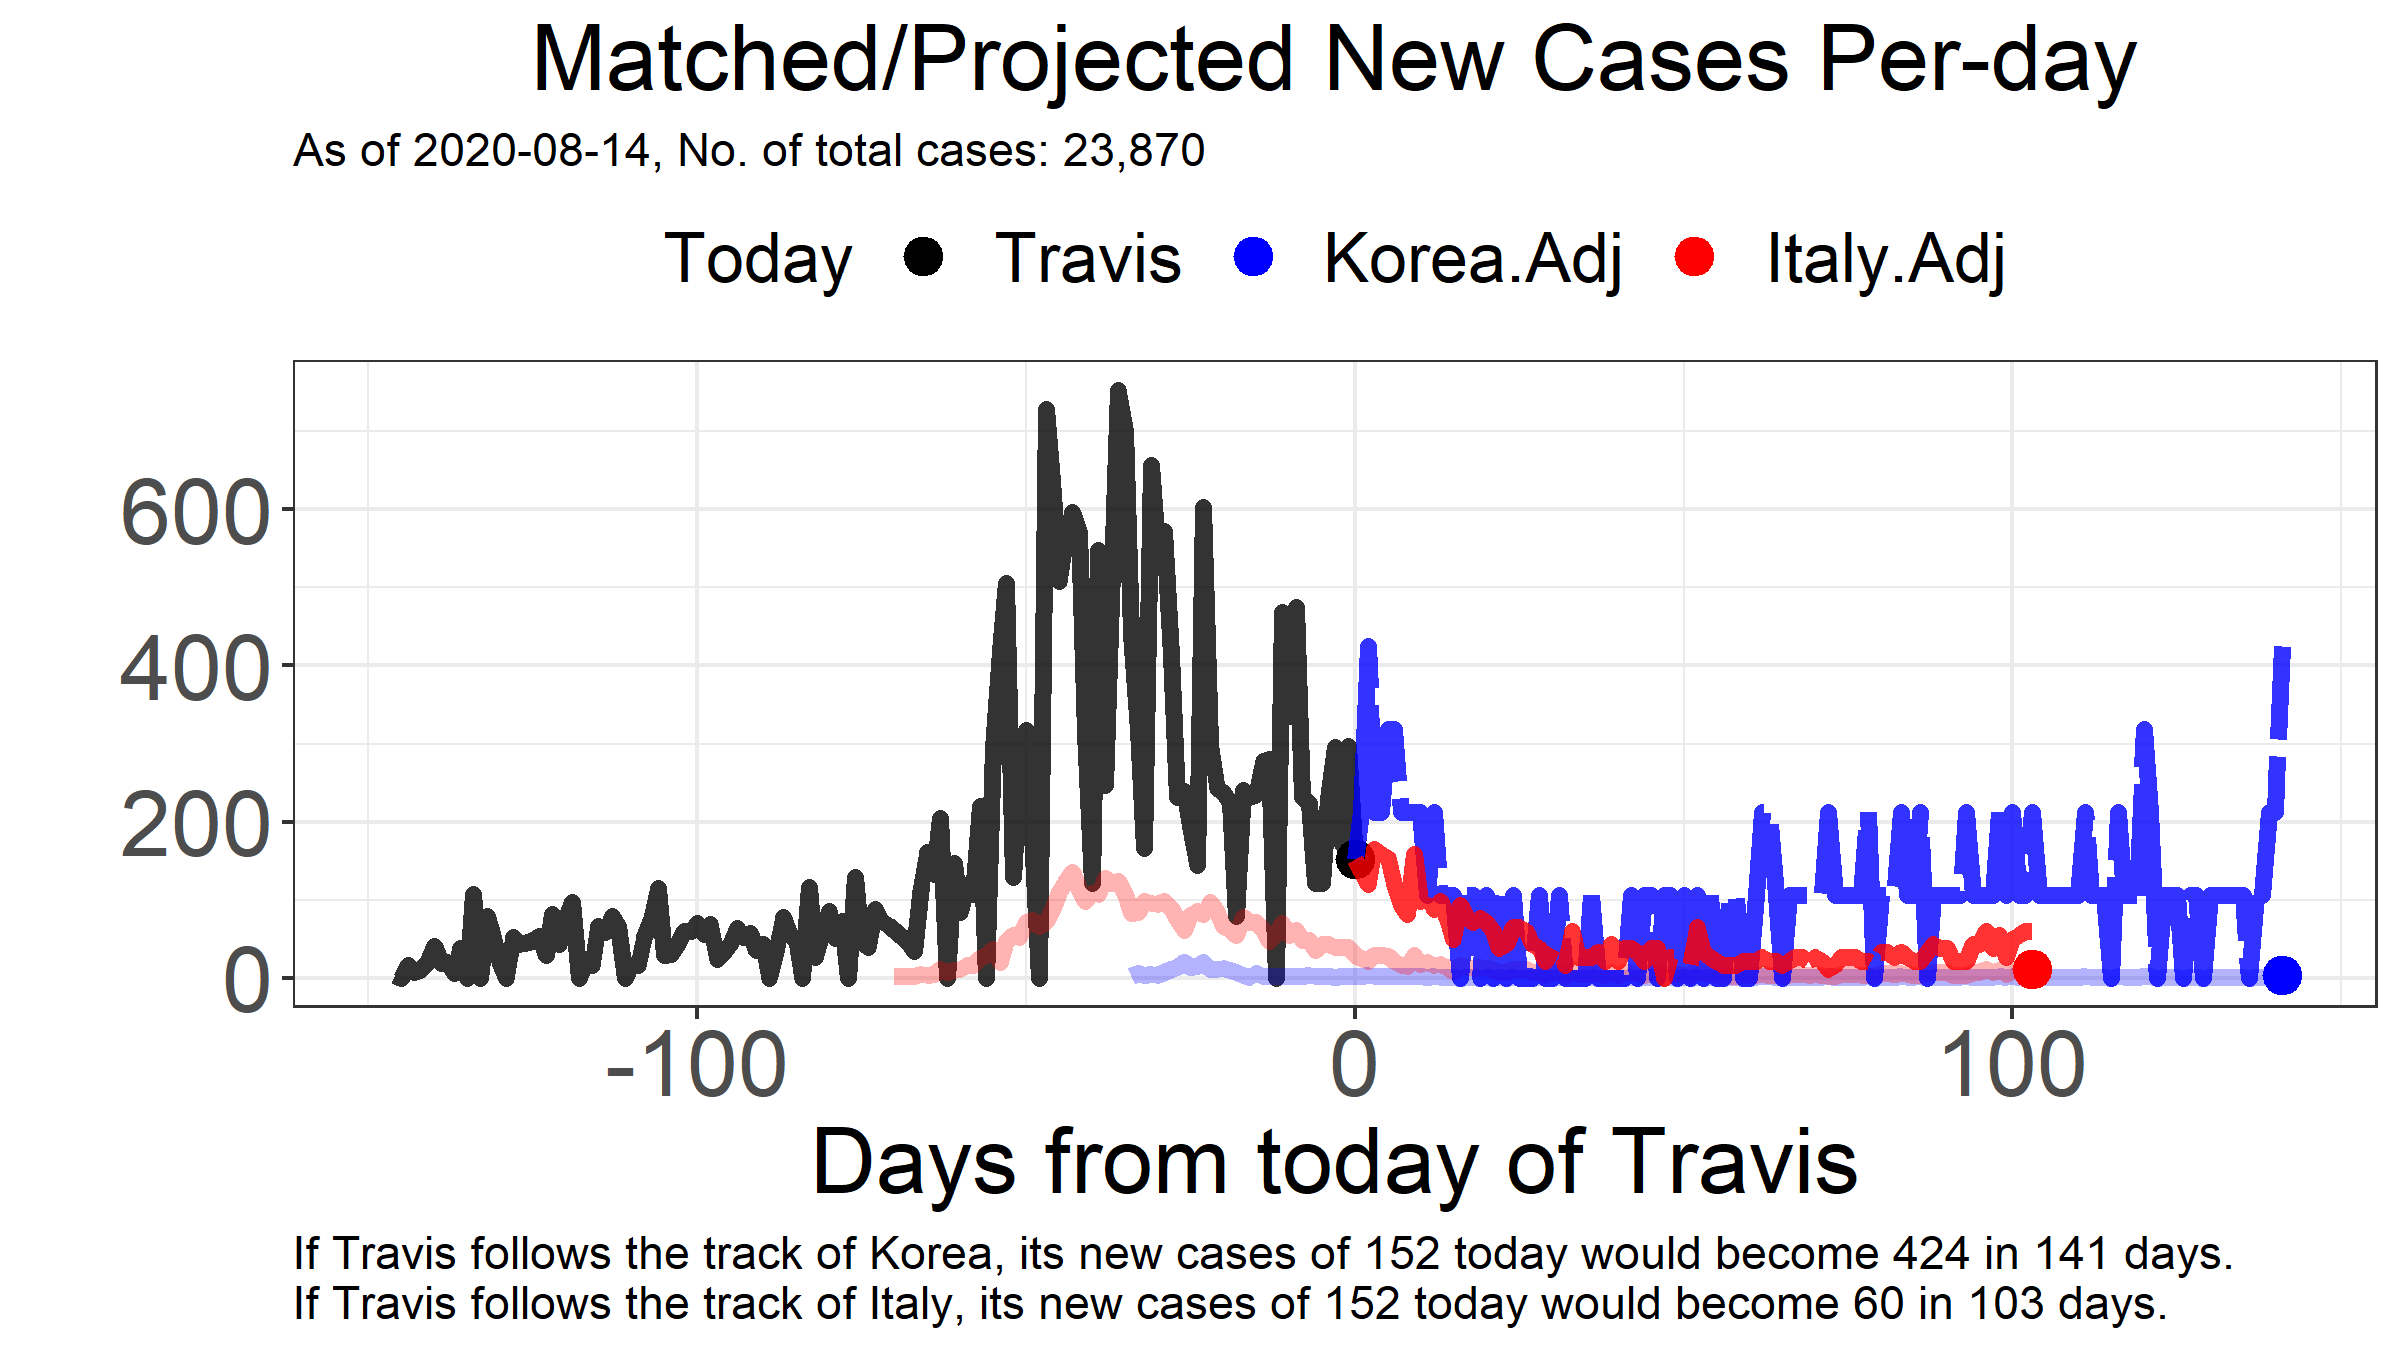 Matched/Projected New Cases Per-day
As of 2020-08-14, No. of total cases: 23,870
Today Travis Korea.Adj Italy.Adj
600
400
200
0
-100 0 100
Days from today of Travis
If Travis follows the track of Korea, its new cases of 152 today would become 424 in 141 days.
If Travis follows the track of Italy, its new cases of 152 today would become 60 in 103 days.